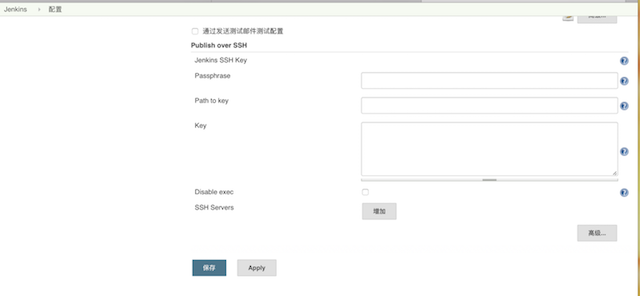 Jenkins › 配置
通过发送测试邮件测试配置
Publish over SSH
Jenkins SSH Key
Passphrase
Path to key
Key
Disable exec
SSH Servers 增加
高级...
保存 Apply